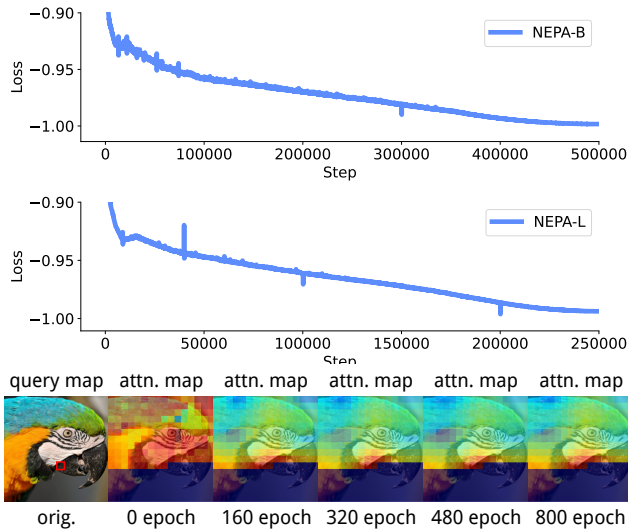 −0.90
−0.95
−1.00
Loss
NEPA-B
0 100000 200000 300000 400000 500000
Step
−0.90
−0.95
−1.00
Loss
NEPA-L
0 50000 100000 150000 200000 250000
Step
query map attn. map attn. map attn. map attn. map attn. map
orig. 0 epoch 160 epoch 320 epoch 480 epoch 800 epoch